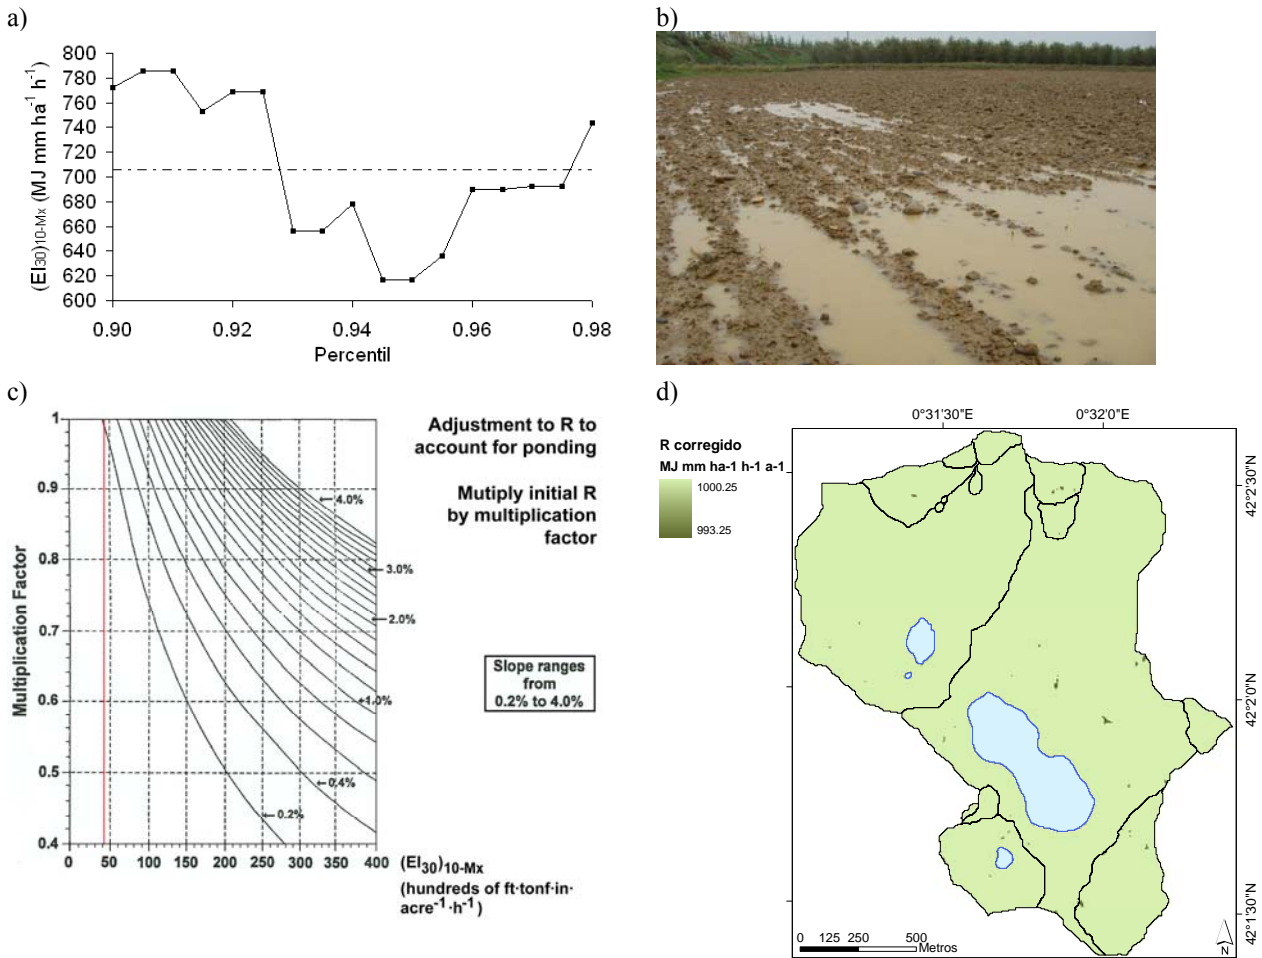 a)
800
780
760
740
720
700
680
660
640
620
600
(EI30)10-Mx (MJ mm ha-1 h-1)
0.90 0.92 0.94 0.96 0.98
Percentil
b)
c)
1
0.9
0.8
0.7
0.6
0.5
0.4
Multiplication Factor
Adjustment to R to
account for ponding
Mutiply initial R
by multiplication
factor
4.0%
3.0%
2.0%
1.0%
0.4%
0.2%
Slope ranges
from
0.2% to 4.0%
0 50 100 150 200 250 300 350 400
(EI30)10-Mx
(hundreds of ft·tonf·in·
acre-1·h-1)
d)
0°31'30"E 0°32'0"E
R corregido
MJ mm ha-1 h-1 a-1
1000.25
993.25
42°2'30"N
42°2'0"N
42°1'30"N
0 125 250 500
Metros
N